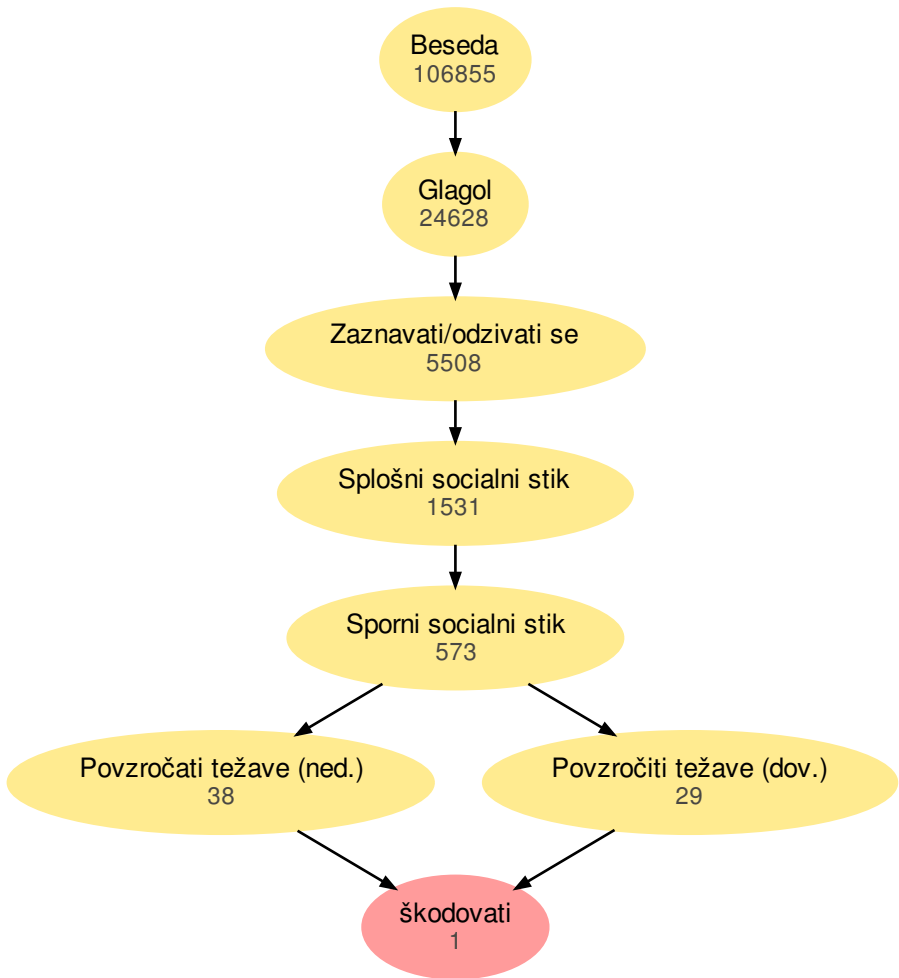 Beseda
106855
Glagol
24628
Zaznavati/odzivati se
5508
Splošni socialni stik
1531
Sporni socialni stik
573
Povzročati težave (ned.)
38
Povzročiti težave (dov.)
29
škodovati
1